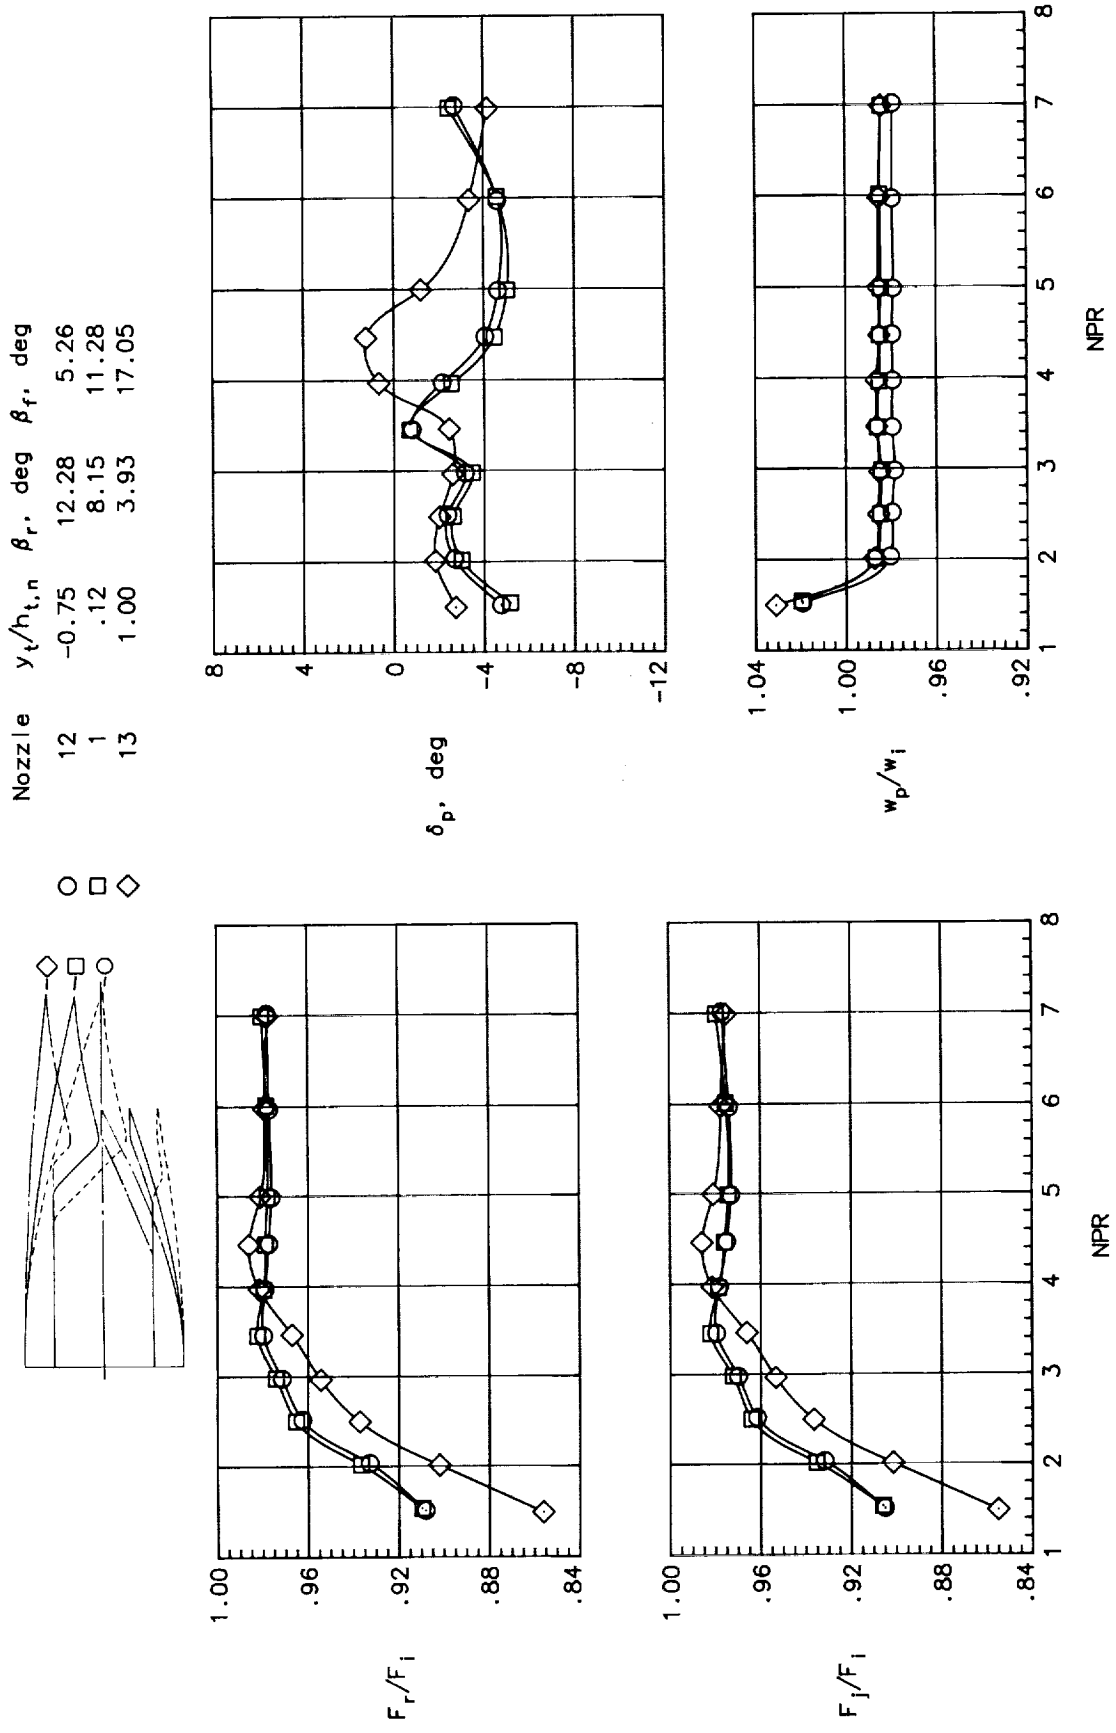 Nozzle y_t/h_t,n β_r, deg β_f, deg
12 -0.75 12.28 5.26
1 .12 8.15 11.28
13 1.00 3.93 17.05
1.00
.96
.92
.88
.84
F_r/F_i
8
4
0
-4
-8
-12
δ_p, deg
1.00
.96
.92
.88
.84
F_j/F_i
1 2 3 4 5 6 7 8
NPR
1.04
1.00
.96
.92
w_p/w_i
1 2 3 4 5 6 7 8
NPR